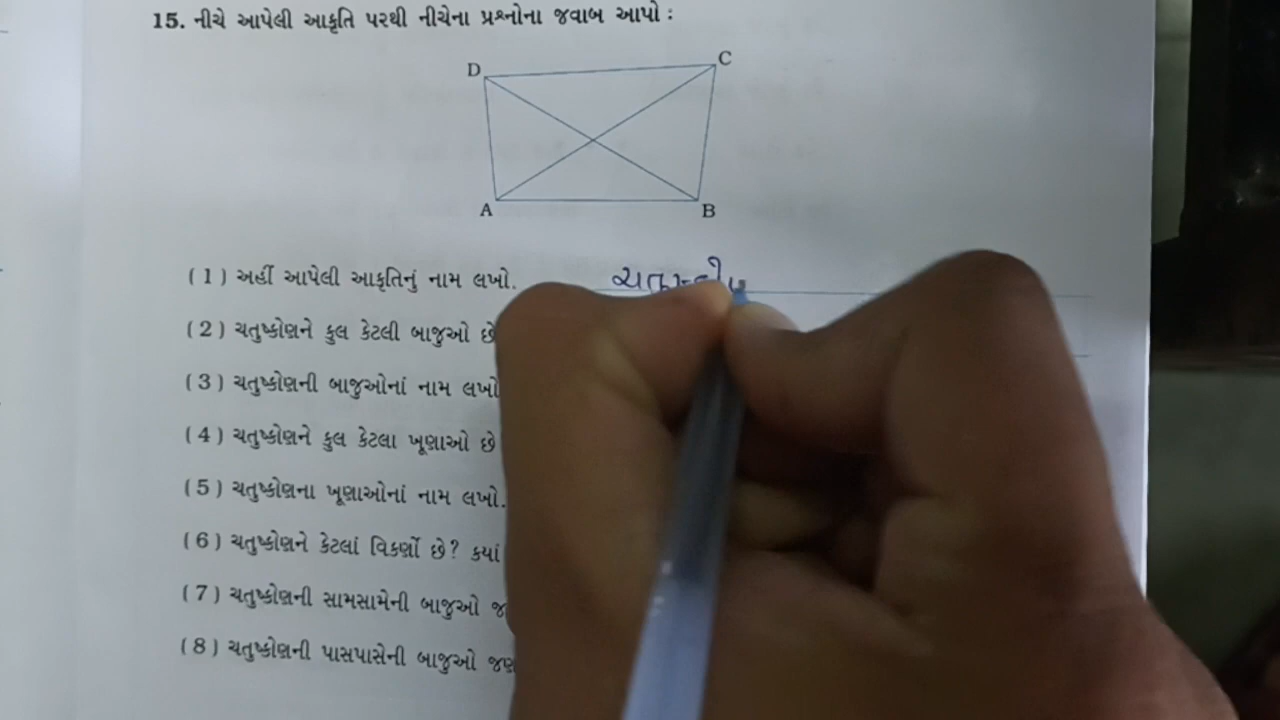 15. નીચે આપેલી આકૃતિ પરથી નીચેના પ્રશ્નોના જવાબ આપો :
D
C
A
B
( 1 ) અહીં આપેલી આકૃતિનું નામ લખો. ચતુષ્કોણ
( 2 ) ચતુષ્કોણને કુલ કેટલી બાજુઓ છે
( 3 ) ચતુષ્કોણની બાજુઓનાં નામ લખો
( 4 ) ચતુષ્કોણને કુલ કેટલા ખૂણાઓ છે
( 5 ) ચતુષ્કોણના ખૂણાઓનાં નામ લખો.
( 6 ) ચતુષ્કોણને કેટલાં વિકર્ણો છે? કયાં
( 7 ) ચતુષ્કોણની સામસામેની બાજુઓ
( 8 ) ચતુષ્કોણની પાસપાસેની બાજુઓ